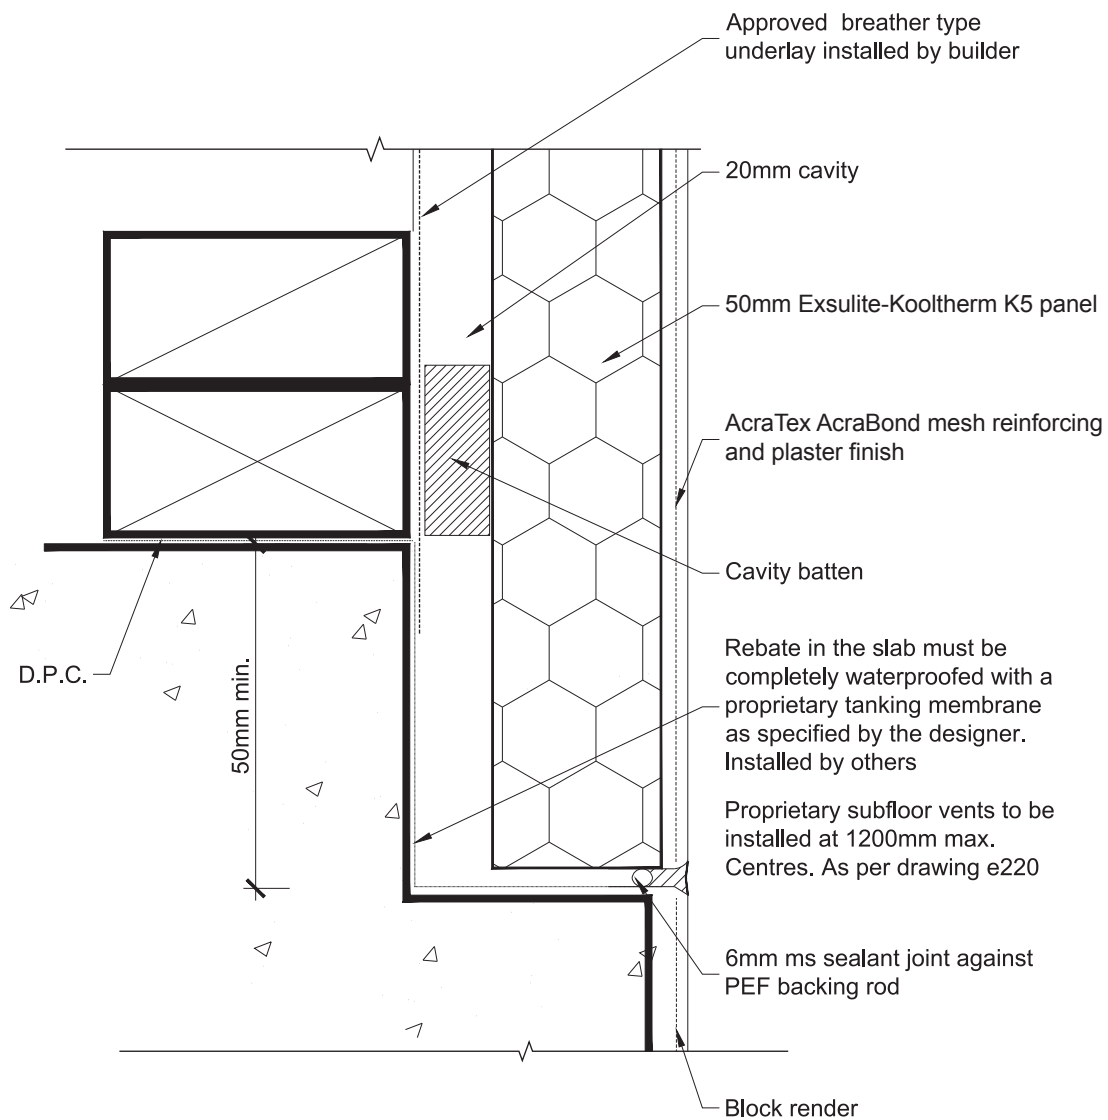 Approved breather type
underlay installed by builder
20mm cavity
50mm Exsulite-Kooltherm K5 panel
AcraTex AcraBond mesh reinforcing
and plaster finish
Cavity batten
D.P.C.
50mm min.
Rebate in the slab must be
completely waterproofed with a
proprietary tanking membrane
as specified by the designer.
Installed by others
Proprietary subfloor vents to be
installed at 1200mm max.
Centres. As per drawing e220
6mm ms sealant joint against
PEF backing rod
Block render